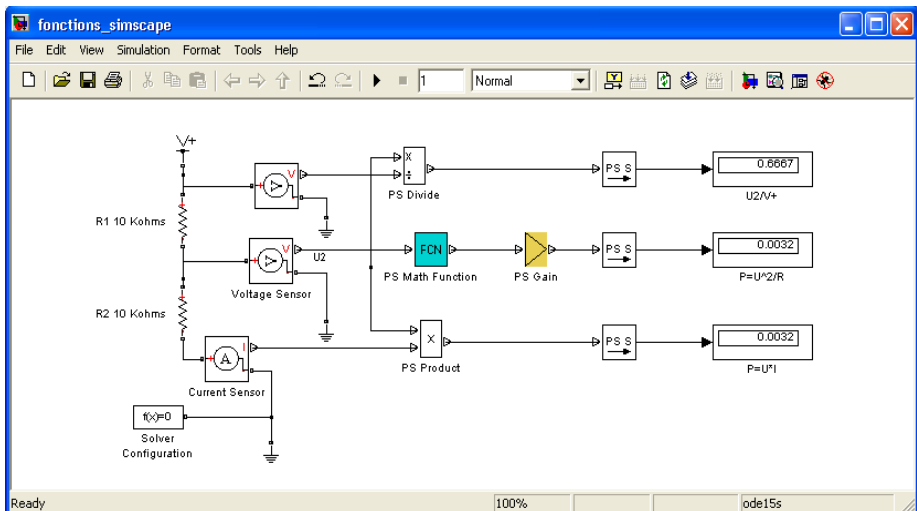 fonctions_simscape
File Edit View Simulation Format Tools Help
1 Normal
V+
V
X
÷
PS Divide
PS S
0.6667
U2/V+
R1 10 Kohms
V
U2
Voltage Sensor
FCN
PS Math Function
PS Gain
PS S
0.0032
P=U^2/R
R2 10 Kohms
A
I
Current Sensor
X
PS Product
PS S
0.0032
P=U*I
f(x)=0
Solver
Configuration
Ready 100% ode15s